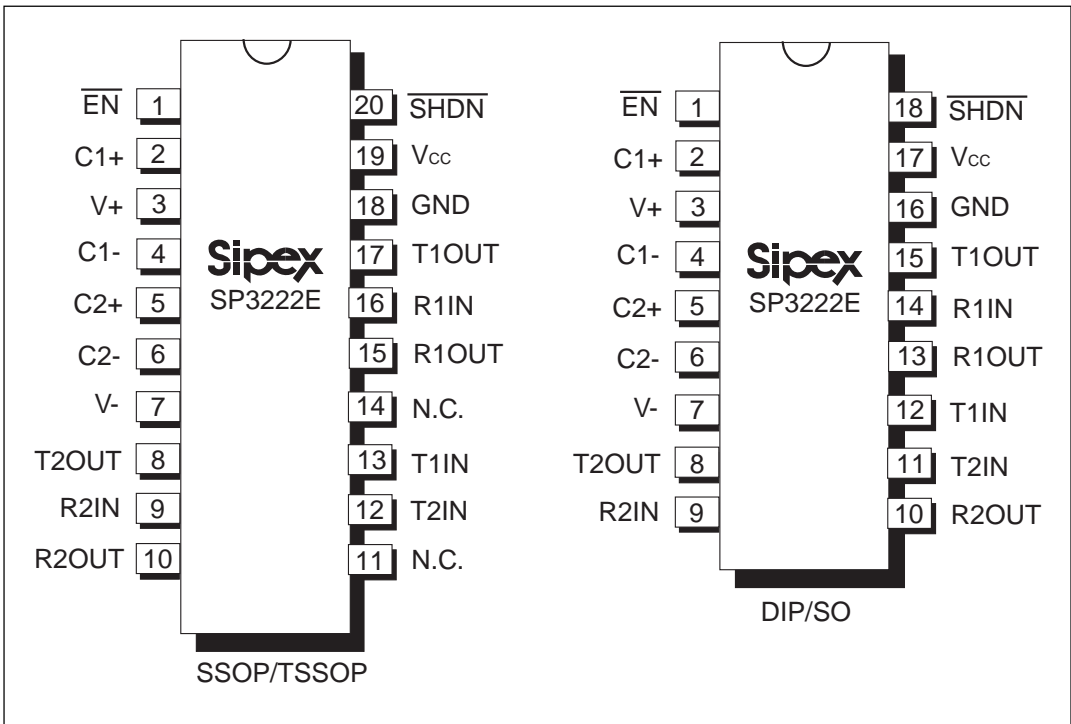 EN 1 20 SHDN
C1+ 2 19 Vcc
V+ 3 18 GND
C1- 4 17 T1OUT
C2+ 5 16 R1IN
C2- 6 15 R1OUT
V- 7 14 N.C.
T2OUT 8 13 T1IN
R2IN 9 12 T2IN
R2OUT 10 11 N.C.
Sipex
SP3222E
SSOP/TSSOP
EN 1 18 SHDN
C1+ 2 17 Vcc
V+ 3 16 GND
C1- 4 15 T1OUT
C2+ 5 14 R1IN
C2- 6 13 R1OUT
V- 7 12 T1IN
T2OUT 8 11 T2IN
R2IN 9 10 R2OUT
Sipex
SP3222E
DIP/SO